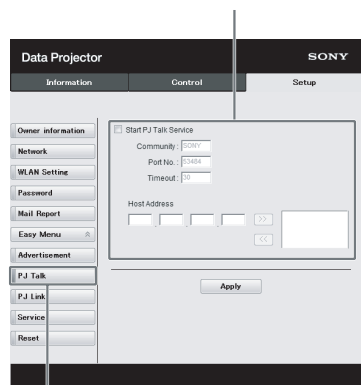 Data Projector
SONY
Information
Control
Setup
Owner information
Network
WLAN Setting
Password
Mail Report
Easy Menu
Advertisement
PJ Talk
PJ Link
Service
Reset
Start PJ Talk Service
Community : SONY
Port No. : 53484
Timeout : 30
Host Address
. . .
>>
<<
Apply